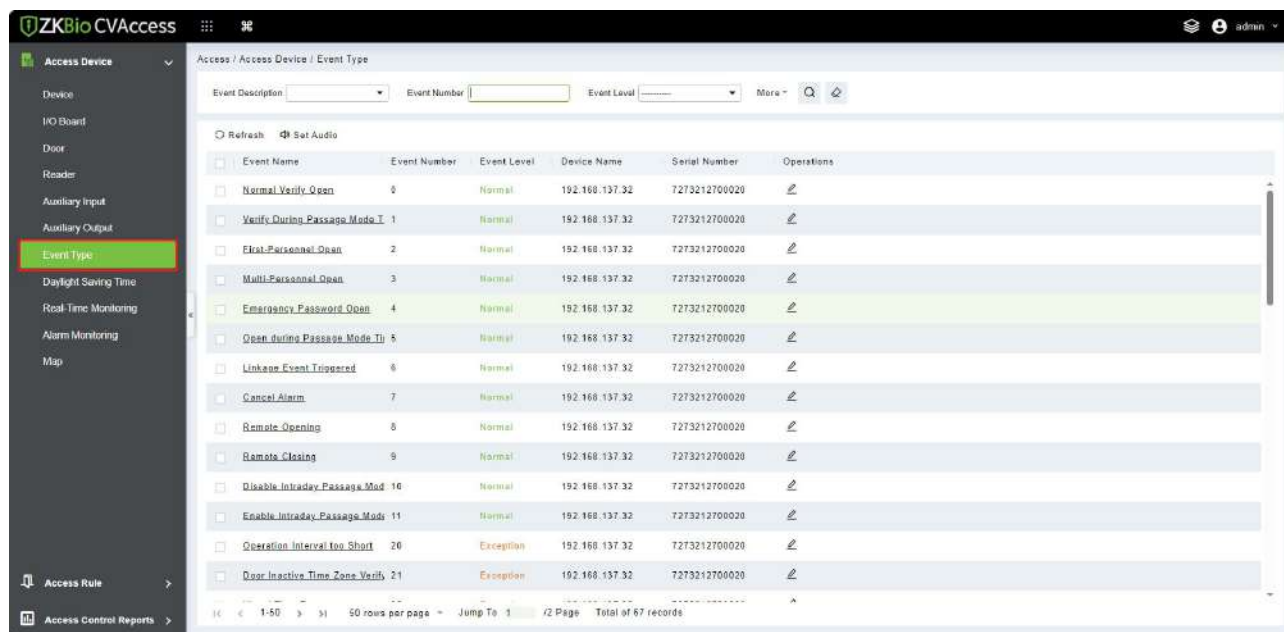 ZKBio CVAccess
admin
Access Device
Access / Access Device / Event Type
Device
Event Description
Event Number
Event Level ----------
More
I/O Board
Refresh Set Audio
Door
Event Name Event Number Event Level Device Name Serial Number Operations
Reader
Normal Verify Open 0 Normal 192.168.137.32 7273212700020
Auxiliary Input
Verify During Passage Mode T 1 Normal 192.168.137.32 7273212700020
Auxiliary Output
First-Personnel Open 2 Normal 192.168.137.32 7273212700020
Event Type
Multi-Personnel Open 3 Normal 192.168.137.32 7273212700020
Daylight Saving Time
Emergency Password Open 4 Normal 192.168.137.32 7273212700020
Real-Time Monitoring
Open during Passage Mode Ti 5 Normal 192.168.137.32 7273212700020
Alarm Monitoring
Linkage Event Triggered 6 Normal 192.168.137.32 7273212700020
Map
Cancel Alarm 7 Normal 192.168.137.32 7273212700020
Remote Opening 8 Normal 192.168.137.32 7273212700020
Remote Closing 9 Normal 192.168.137.32 7273212700020
Disable Intraday Passage Mod 10 Normal 192.168.137.32 7273212700020
Enable Intraday Passage Mode 11 Normal 192.168.137.32 7273212700020
Operation Interval too Short 20 Exception 192.168.137.32 7273212700020
Door Inactive Time Zone Verify 21 Exception 192.168.137.32 7273212700020
Access Rule
1-50 50 rows per page Jump To 1 /2 Page Total of 67 records
Access Control Reports